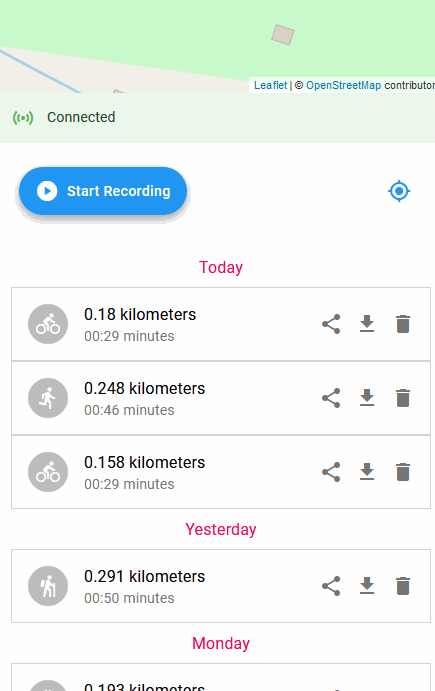 Leaflet | © OpenStreetMap contributor
Connected
Start Recording
Today
0.18 kilometers
00:29 minutes
0.248 kilometers
00:46 minutes
0.158 kilometers
00:29 minutes
Yesterday
0.291 kilometers
00:50 minutes
Monday
0.193 kilometers